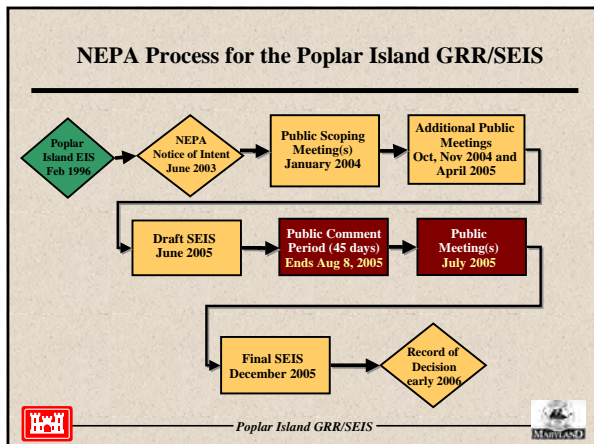 NEPA Process for the Poplar Island GRR/SEIS
Poplar
Island EIS
Feb 1996
NEPA
Notice of Intent
June 2003
Public Scoping
Meeting(s)
January 2004
Additional Public
Meetings
Oct, Nov 2004 and
April 2005
Draft SEIS
June 2005
Public Comment
Period (45 days)
Ends Aug 8, 2005
Public
Meeting(s)
July 2005
Final SEIS
December 2005
Record of
Decision
early 2006
Poplar Island GRR/SEIS
MARYLAND